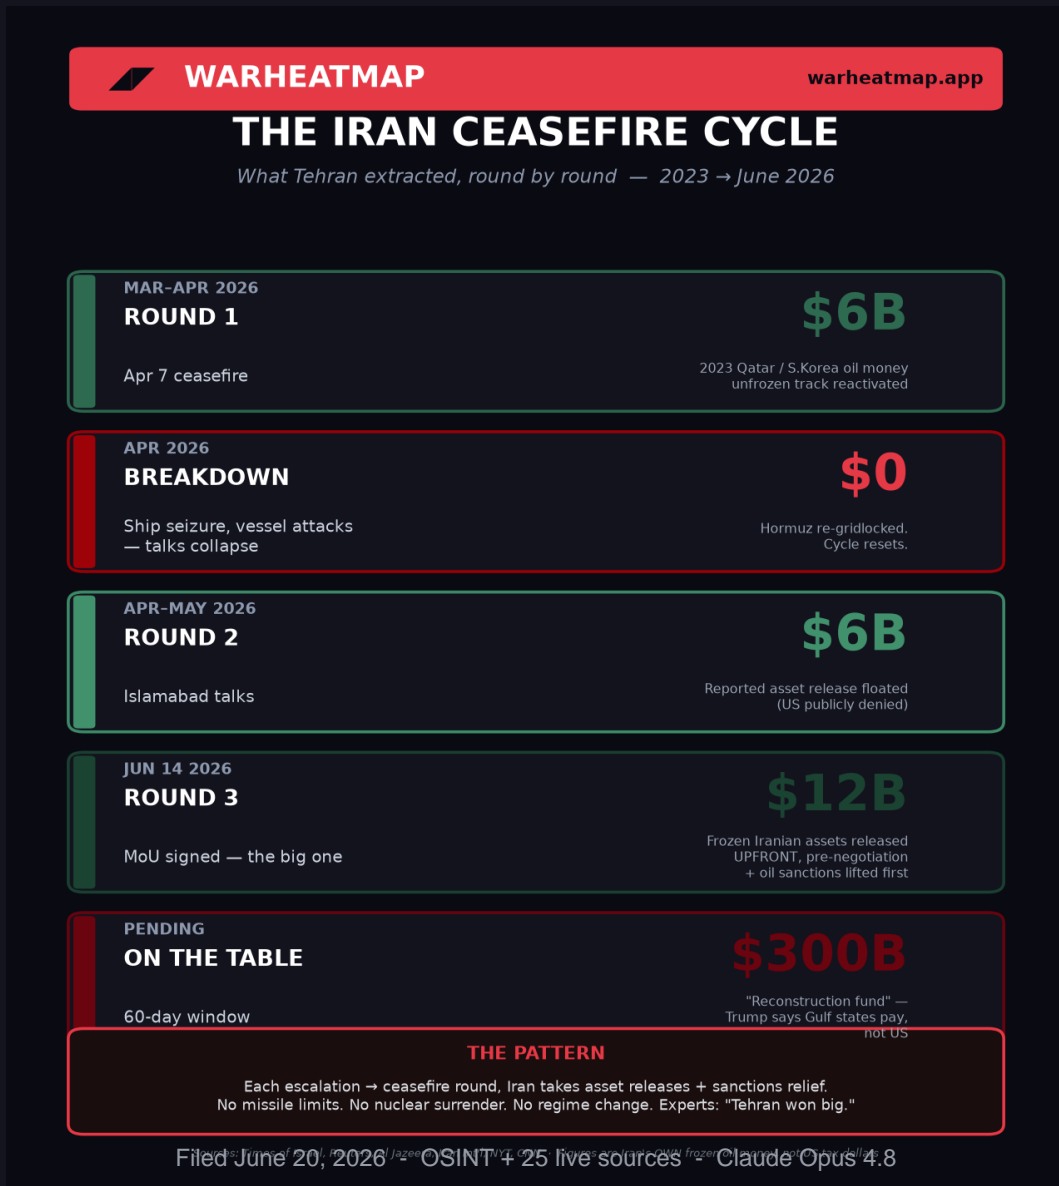 WARHEATMAP
warheatmap.app
THE IRAN CEASEFIRE CYCLE
What Tehran extracted, round by round — 2023 → June 2026
MAR–APR 2026
ROUND 1
$6B
Apr 7 ceasefire
2023 Qatar / S.Korea oil money
unfrozen track reactivated
APR 2026
BREAKDOWN
$0
Ship seizure, vessel attacks
— talks collapse
Hormuz re-gridlocked.
Cycle resets.
APR–MAY 2026
ROUND 2
$6B
Islamabad talks
Reported asset release floated
(US publicly denied)
JUN 14 2026
ROUND 3
$12B
MoU signed — the big one
Frozen Iranian assets released
UPFRONT, pre-negotiation
+ oil sanctions lifted first
PENDING
ON THE TABLE
$300B
60-day window
"Reconstruction fund" —
Trump says Gulf states pay,
not US
THE PATTERN
Each escalation → ceasefire round, Iran takes asset releases + sanctions relief.
No missile limits. No nuclear surrender. No regime change. Experts: "Tehran won big."
Sources: Times of Israel,
Filed June 20, 2026 - OSINT + 25 live sources - Claude Opus 4.8